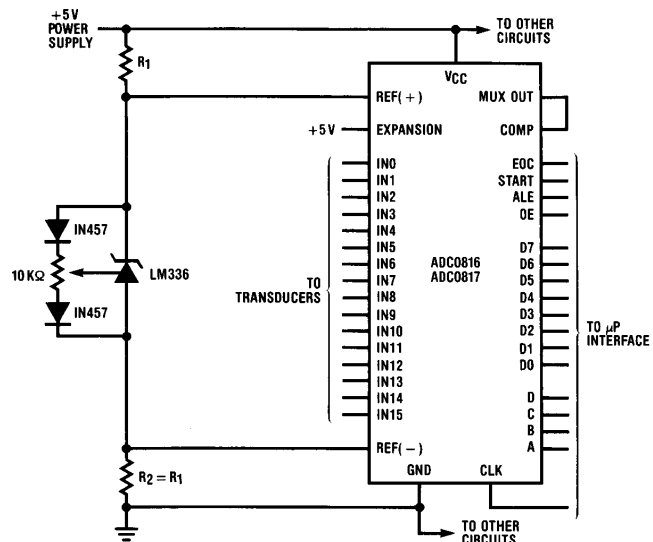 +5V
POWER
SUPPLY
TO OTHER
CIRCUITS
R1
VCC
REF(+)
MUX OUT
+5V
EXPANSION
COMP
IN0
IN1
IN2
IN3
IN4
IN5
IN6
IN7
IN8
IN9
IN10
IN11
IN12
IN13
IN14
IN15
EOC
START
ALE
OE
D7
D6
D5
D4
D3
D2
D1
D0
D
C
B
A
ADC0816
ADC0817
IN457
10 KΩ
LM336
IN457
TO
TRANSDUCERS
TO μP
INTERFACE
REF(−)
GND
CLK
R2 = R1
TO OTHER
CIRCUITS